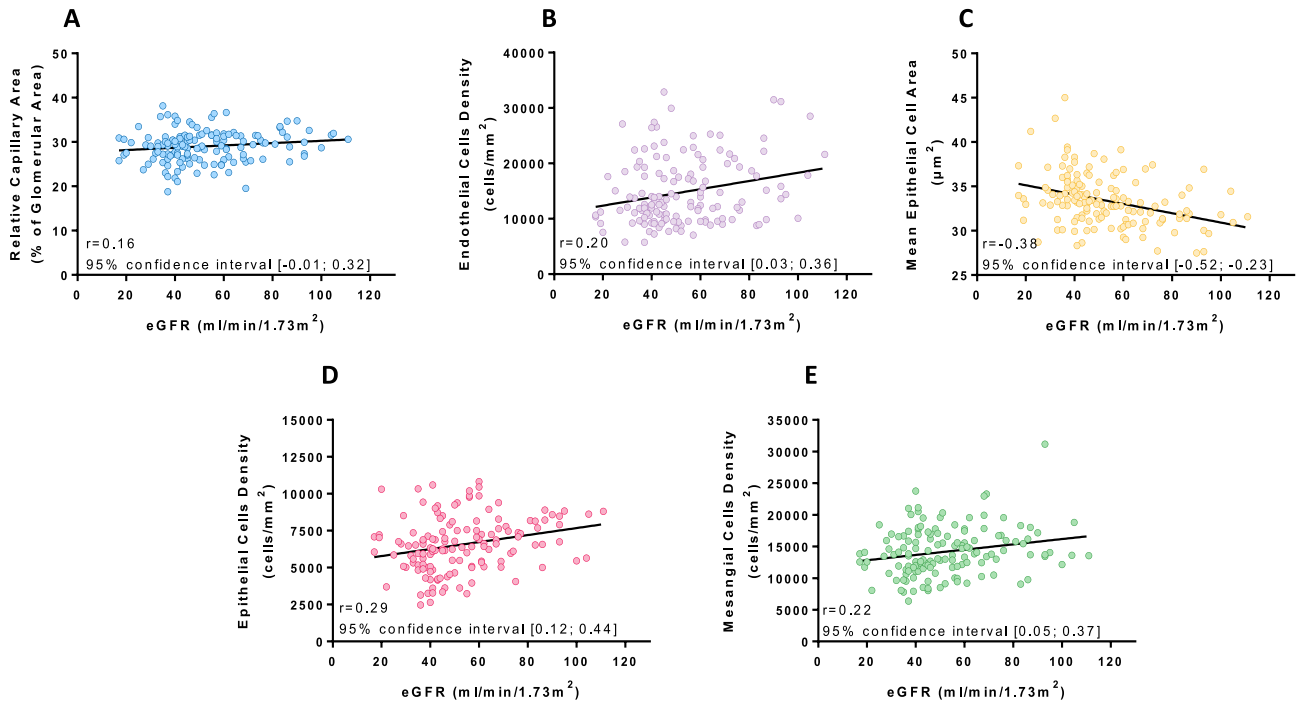 A
Relative Capillary Area
(% of Glomerular Area)
50
40
30
20
10
0
r=0.16
95% confidence interval [-0.01; 0.32]
0 20 40 60 80 100 120
eGFR (ml/min/1.73m²)
B
Endothelial Cells Density
(cells/mm²)
40000
30000
20000
10000
0
r=0.20
95% confidence interval [0.03; 0.36]
0 20 40 60 80 100 120
eGFR (ml/min/1.73m²)
C
Mean Epithelial Cell Area
(µm²)
50
45
40
35
30
25
r=-0.38
95% confidence interval [-0.52; -0.23]
0 20 40 60 80 100 120
eGFR (ml/min/1.73m²)
D
Epithelial Cells Density
(cells/mm²)
15000
12500
10000
7500
5000
2500
0
r=0.29
95% confidence interval [0.12; 0.44]
0 20 40 60 80 100 120
eGFR (ml/min/1.73m²)
E
Mesangial Cells Density
(cells/mm²)
35000
30000
25000
20000
15000
10000
5000
0
r=0.22
95% confidence interval [0.05; 0.37]
0 20 40 60 80 100 120
eGFR (ml/min/1.73m²)